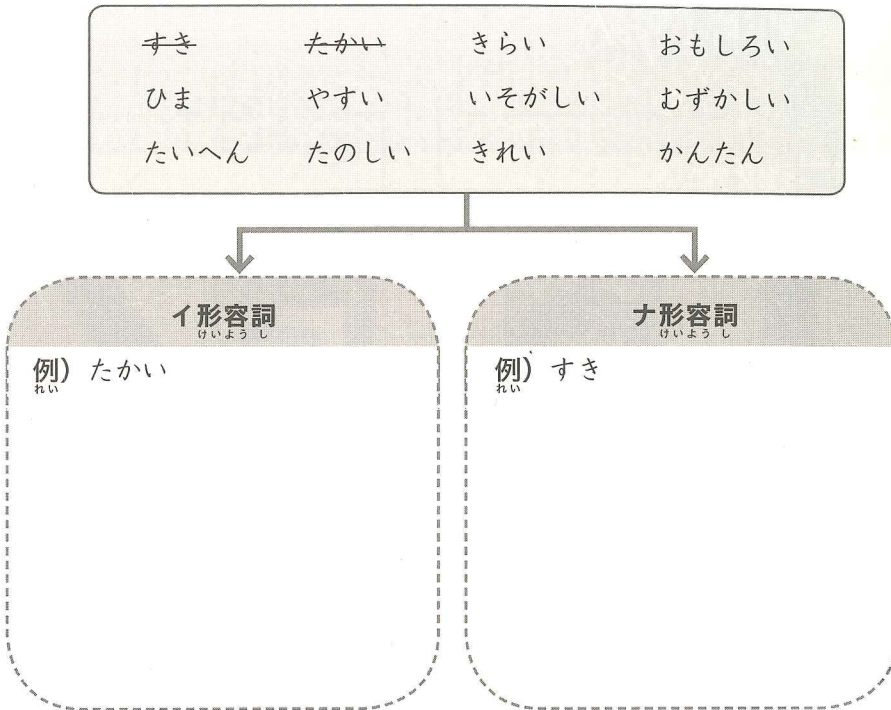 すき たかい きらい おもしろい
ひま やすい いそがしい むずかしい
たいへん たのしい きれい かんたん
イ形容詞
けいようし
例) たかい
れい
ナ形容詞
けいようし
例) すき
れい